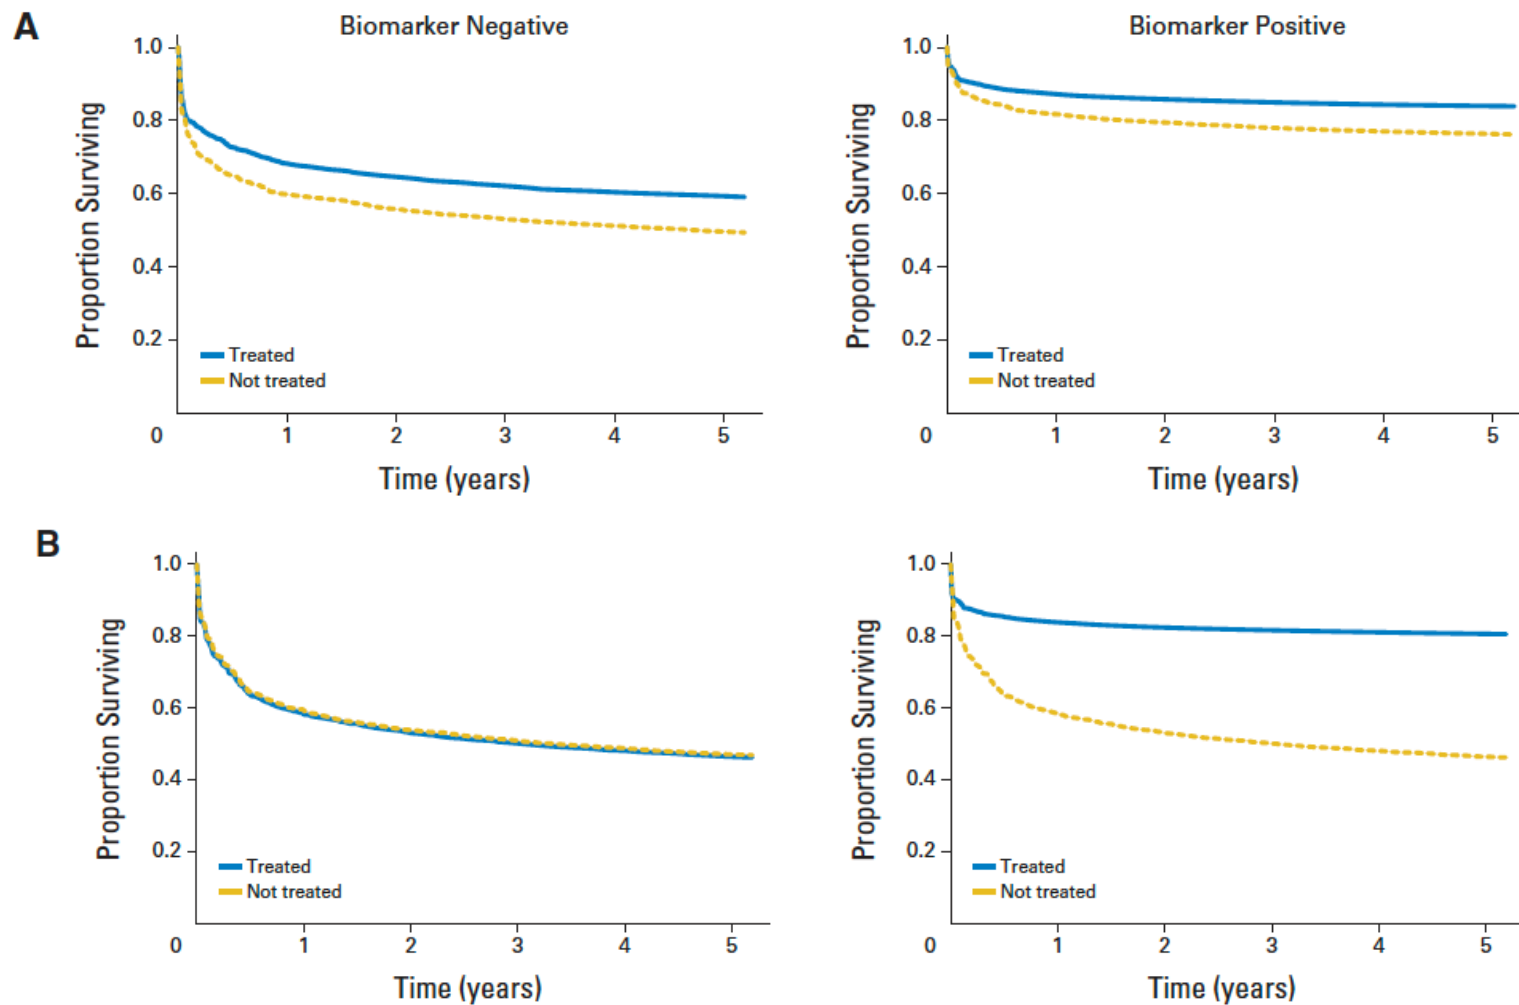 A
Biomarker Negative
Proportion Surviving
1.0
0.8
0.6
0.4
0.2
Treated
Not treated
0 1 2 3 4 5
Time (years)
Biomarker Positive
Proportion Surviving
1.0
0.8
0.6
0.4
0.2
Treated
Not treated
0 1 2 3 4 5
Time (years)
B
Proportion Surviving
1.0
0.8
0.6
0.4
0.2
Treated
Not treated
0 1 2 3 4 5
Time (years)
Proportion Surviving
1.0
0.8
0.6
0.4
0.2
Treated
Not treated
0 1 2 3 4 5
Time (years)